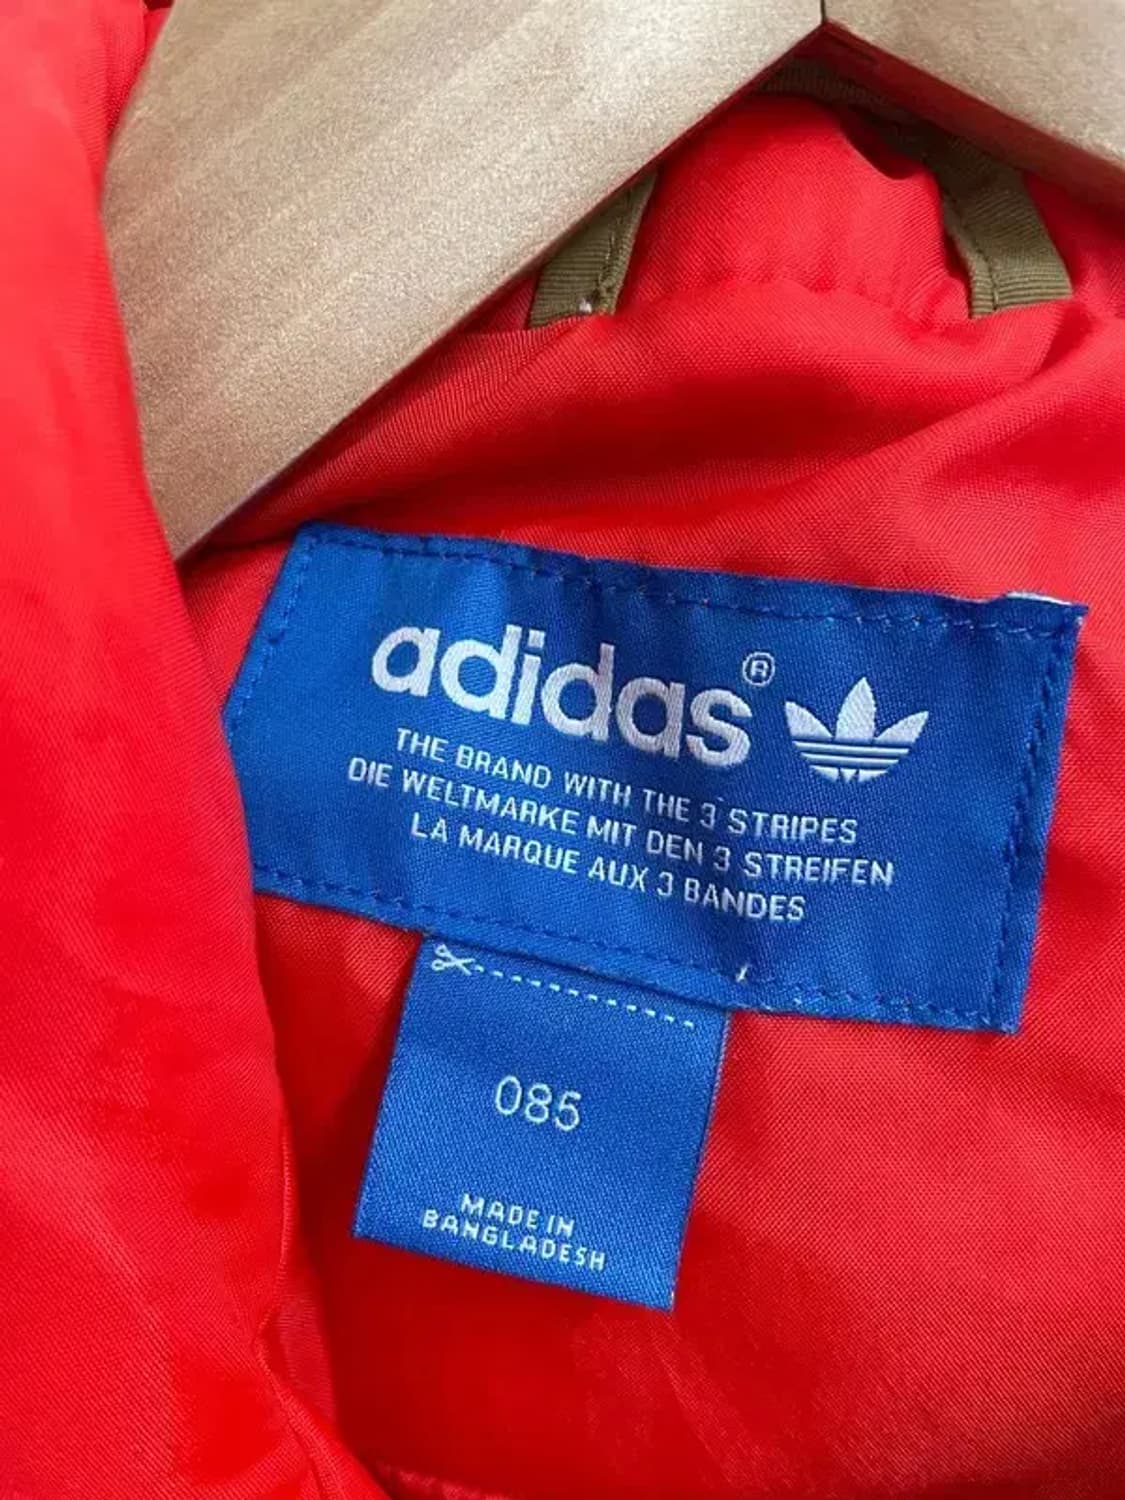 adidas®
THE BRAND WITH THE 3 STRIPES
DIE WELTMARKE MIT DEN 3 STREIFEN
LA MARQUE AUX 3 BANDES
085
MADE IN
BANGLADESH